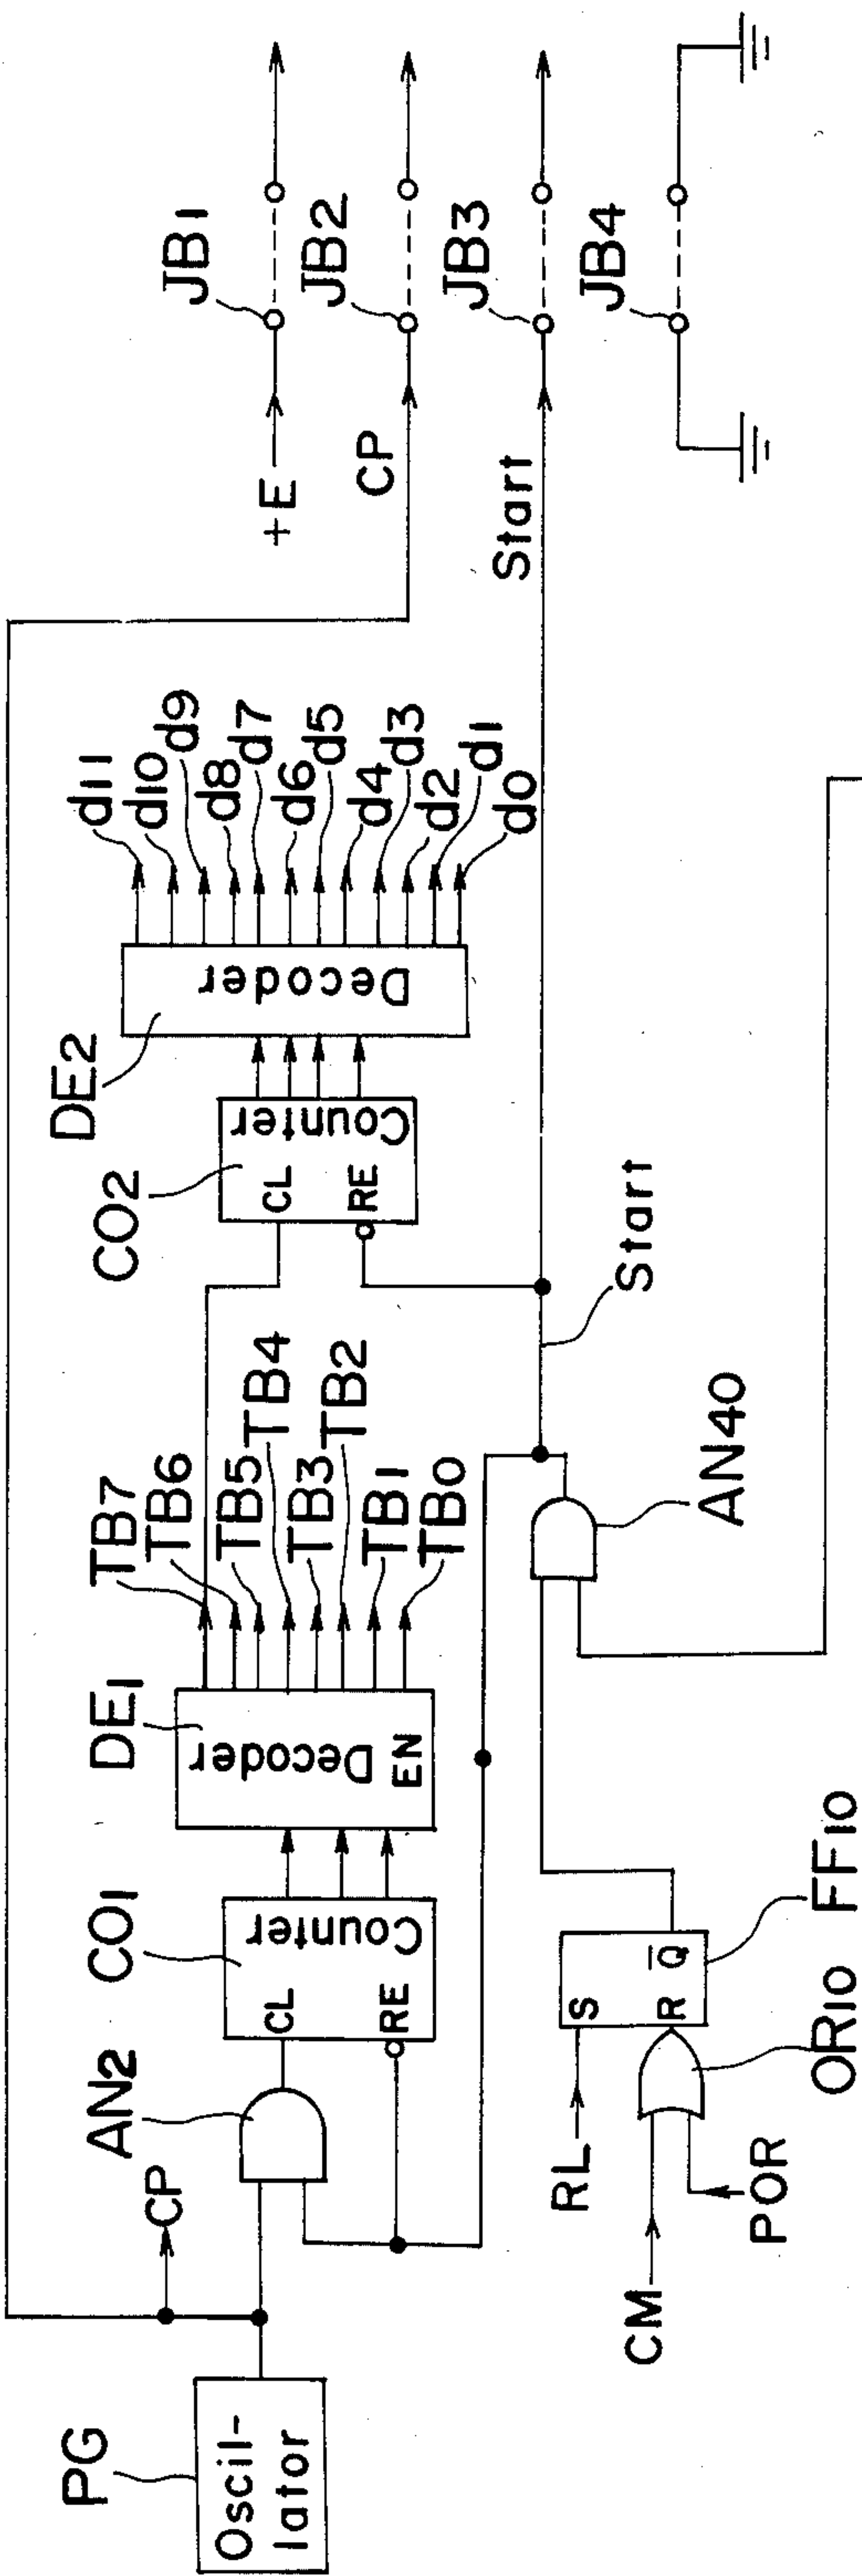 PG
Oscil-
lator
CP
AN2
CO1
CL
RE
Counter
DE1
Decoder
EN
TB7
TB6
TB5
TB4
TB3
TB2
TB1
TB0
CO2
CL
RE
Counter
DE2
Decoder
d11
d10
d9
d8
d7
d6
d5
d4
d3
d2
d1
d0
+E
JB1
CP
JB2
Start
JB3
JB4
Start
AN40
RL
CM
POR
S
R
Q̅
OR10
FF10